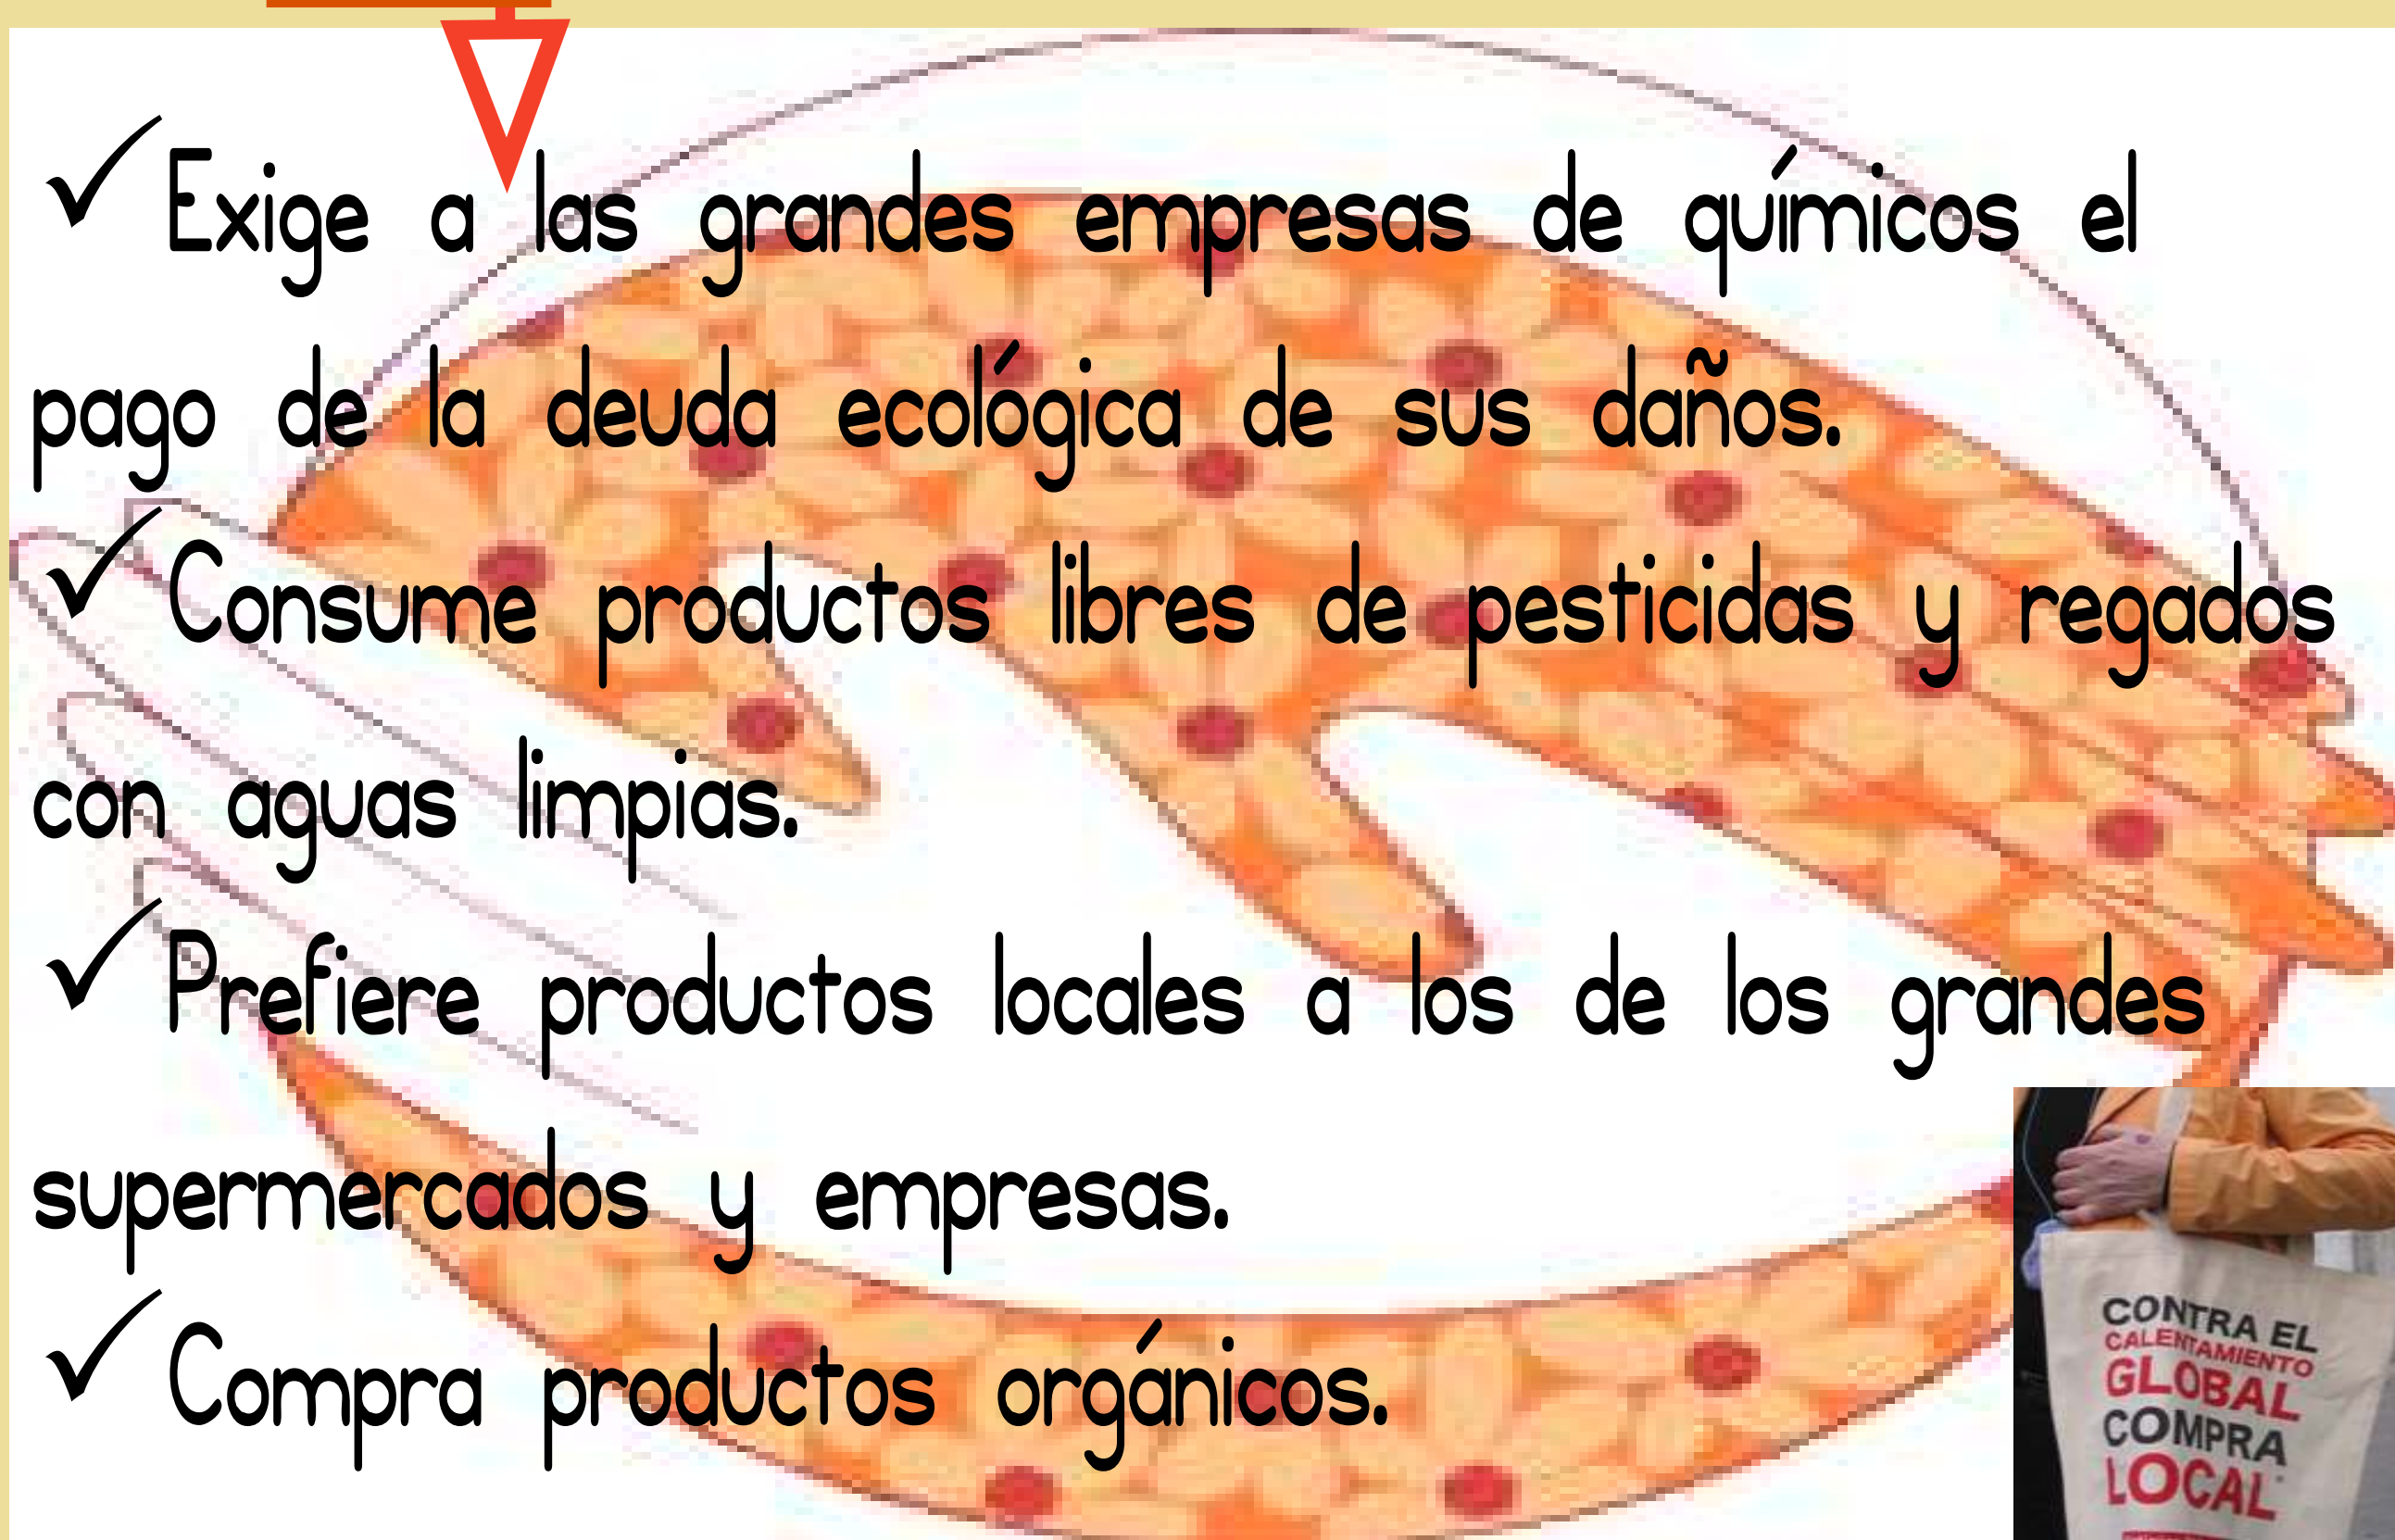 ✓Exige a las grandes empresas de químicos el
pago de la deuda ecológica de sus daños.
✓Consume productos libres de pesticidas y regados
con aguas limpias.
✓Prefiere productos locales a los de los grandes
supermercados y empresas.
✓Compra productos orgánicos.
CONTRA EL
CALENTAMIENTO
GLOBAL
COMPRA
LOCAL